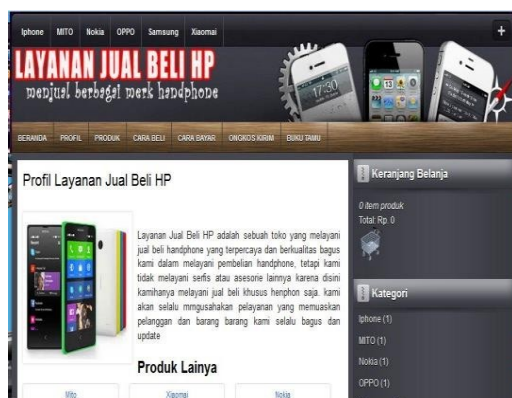 Iphone MITO Nokia OPPO Samsung Xiaomai
+
LAYANAN JUAL BELI HP
menjual berbagai merk handphone
BERANDA PROFIL PRODUK CARA BELI CARA BAYAR ONGKOS KIRIM BUKU TAMU
Profil Layanan Jual Beli HP
Layanan Jual Beli HP adalah sebuah toko yang melayani
jual beli handphone yang terpercaya dan berkualitas bagus
kami dalam melayani pembelian handphone, tetapi kami
tidak melayani serfis atau asesorie lainnya karena disini
kamihanya melayani jual beli khusus henphon saja. kami
akan selalu mmgusahakan pelayanan yang memuaskan
pelanggan dan barang barang kami selalu bagus dan
update
Produk Lainya
Mito Xiaomai Nokia
Keranjang Belanja
0 item produk
Total: Rp. 0
Kategori
Iphone (1)
MITO (1)
Nokia (1)
OPPO (1)
17:30